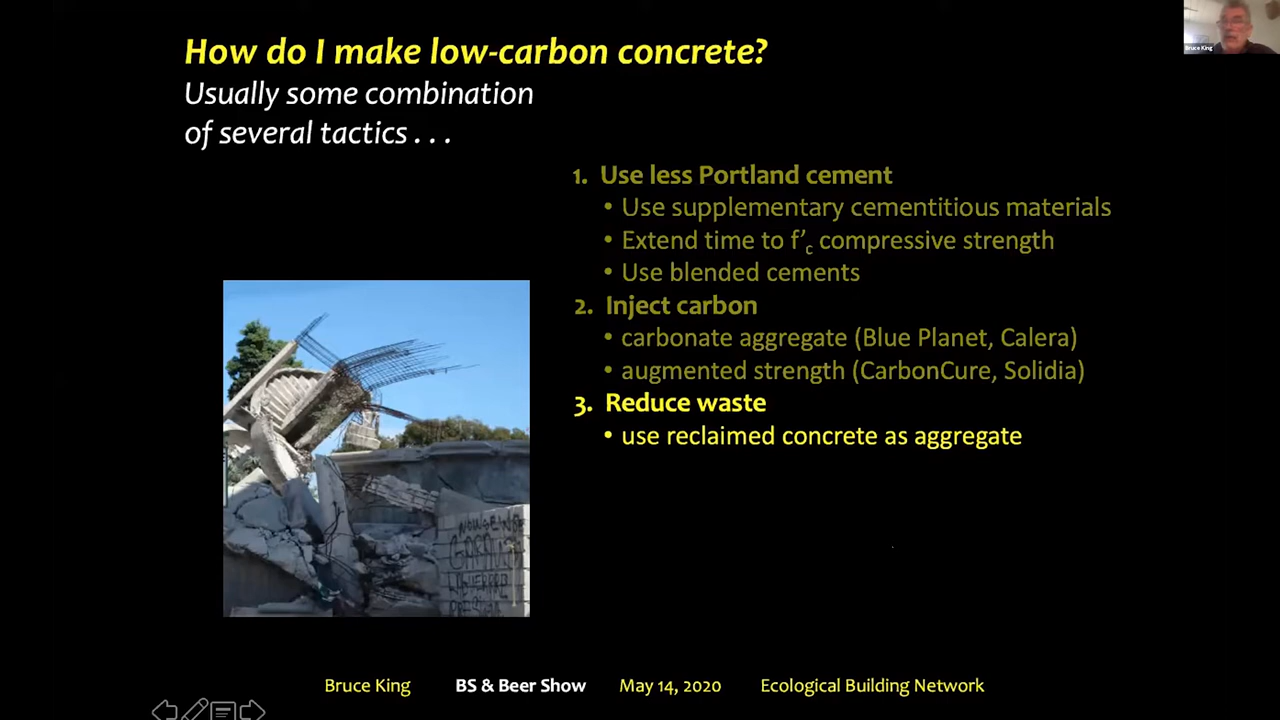 How do I make low-carbon concrete?
Usually some combination
of several tactics . . .
1. Use less Portland cement
• Use supplementary cementitious materials
• Extend time to f’c compressive strength
• Use blended cements
2. Inject carbon
• carbonate aggregate (Blue Planet, Calera)
• augmented strength (CarbonCure, Solidia)
3. Reduce waste
• use reclaimed concrete as aggregate
Bruce King BS & Beer Show May 14, 2020 Ecological Building Network
Bruce King